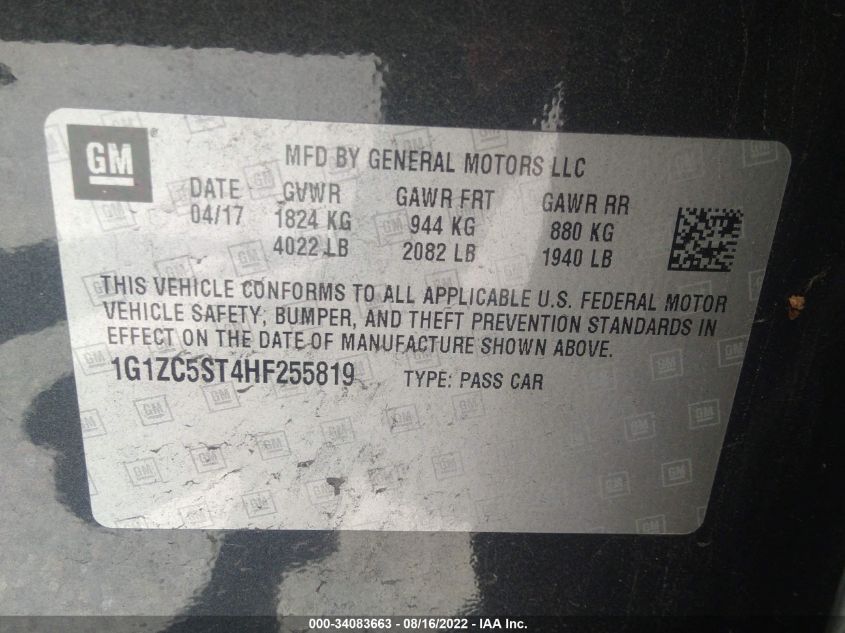 GM
MFD BY GENERAL MOTORS LLC
DATE GVWR GAWR FRT GAWR RR
04/17 1824 KG 944 KG 880 KG
4022 LB 2082 LB 1940 LB
THIS VEHICLE CONFORMS TO ALL APPLICABLE U.S. FEDERAL MOTOR
VEHICLE SAFETY, BUMPER, AND THEFT PREVENTION STANDARDS IN
EFFECT ON THE DATE OF MANUFACTURE SHOWN ABOVE.
1G1ZC5ST4HF255819 TYPE: PASS CAR
000-34083663 - 08/16/2022 - IAA Inc.